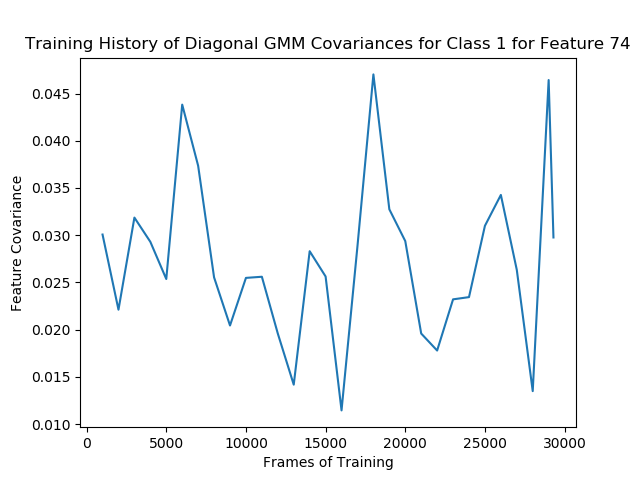 Training History of Diagonal GMM Covariances for Class 1 for Feature 74
0.045
0.040
0.035
0.030
0.025
0.020
0.015
0.010
Feature Covariance
0 5000 10000 15000 20000 25000 30000
Frames of Training